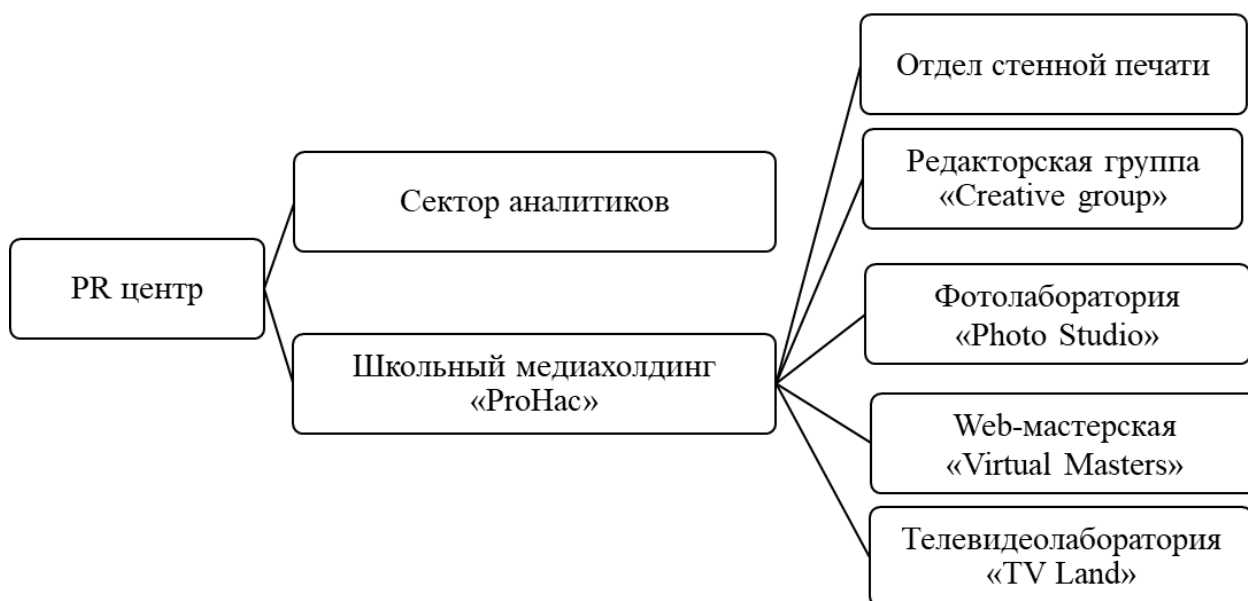 PR центр
Сектор аналитиков
Школьный медиахолдинг
«ProНас»
Отдел стенной печати
Редакторская группа
«Creative group»
Фотолаборатория
«Photo Studio»
Web-мастерская
«Virtual Masters»
Телевидеолаборатория
«TV Land»